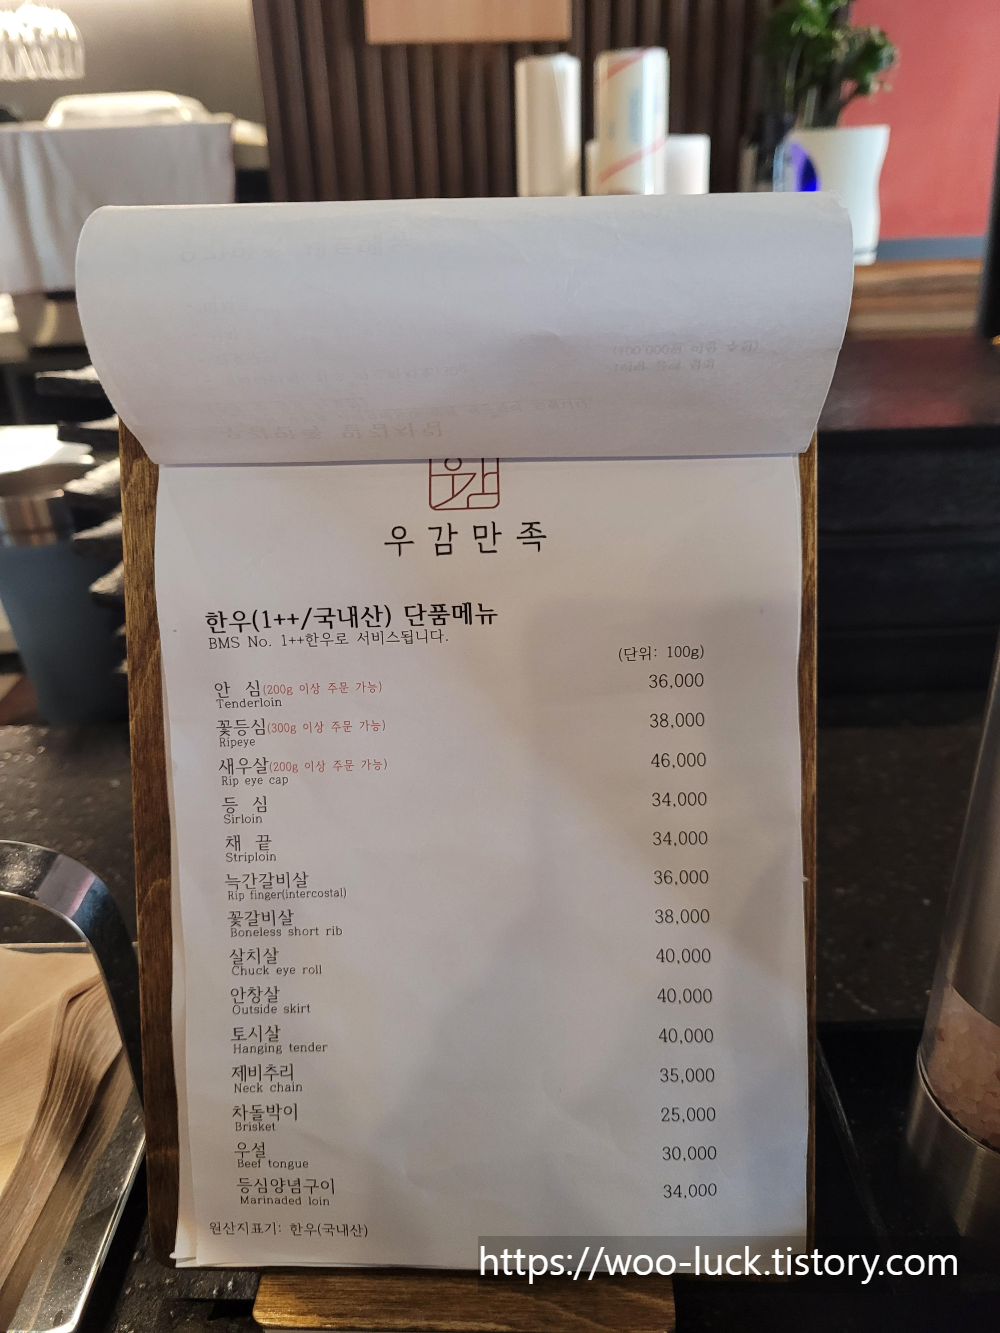 우감만족
한우(1++/국내산) 단품메뉴
BMS No. 1++한우로 서비스됩니다.
(단위: 100g)
안 심(200g 이상 주문 가능) 36,000
Tenderloin
꽃등심(300g 이상 주문 가능) 38,000
Ripeye
새우살(200g 이상 주문 가능) 46,000
Rip eye cap
등 심 34,000
Sirloin
채 끝 34,000
Striploin
늑간갈비살 36,000
Rip finger(intercostal)
꽃갈비살 38,000
Boneless short rib
살치살 40,000
Chuck eye roll
안창살 40,000
Outside skirt
토시살 40,000
Hanging tender
제비추리 35,000
Neck chain
차돌박이 25,000
Brisket
우설 30,000
Beef tongue
등심양념구이 34,000
Marinaded loin
원산지표기: 한우(국내산)
https://woo-luck.tistory.com